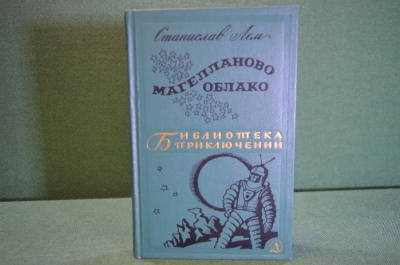 Станислав Лем
МАГЕЛЛАНОВО
ОБЛАКО
БИБЛИОТЕКА
ПРИКЛЮЧЕНИЙ